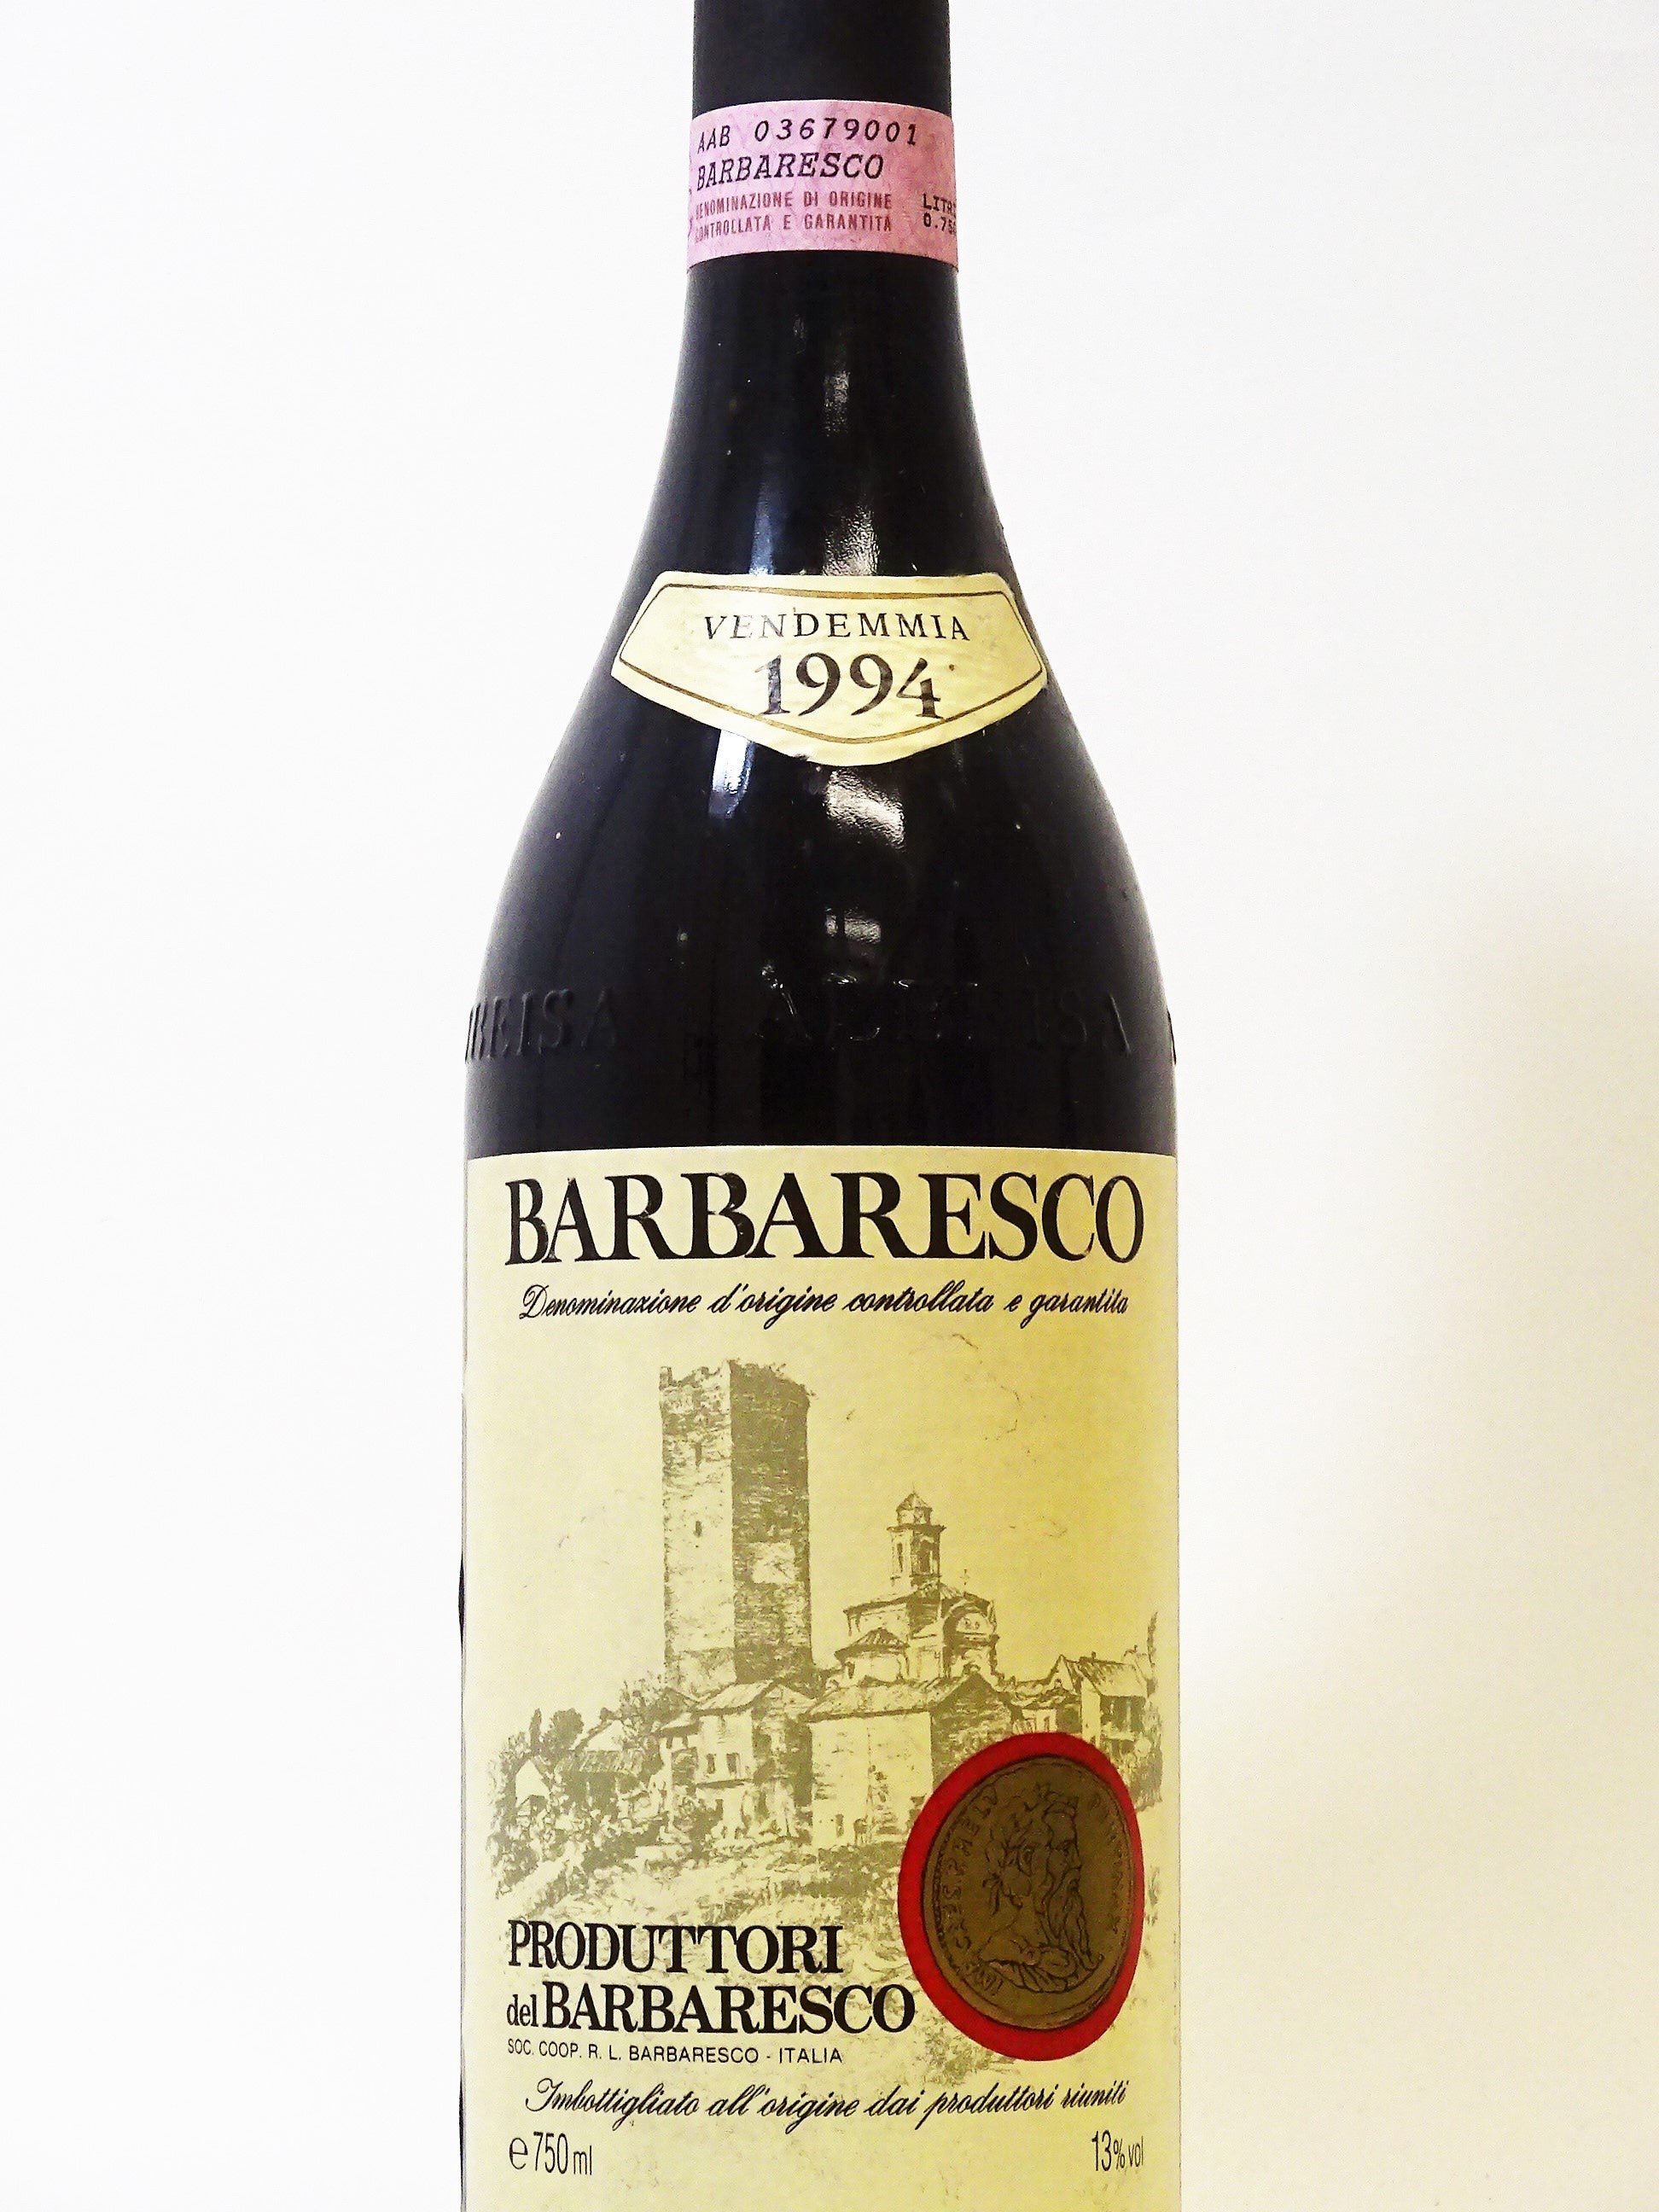 AAB 03679001
BARBARESCO
DENOMINAZIONE DI ORIGINE
CONTROLLATA E GARANTITA
VENDEMMIA
1994
BARBARESCO
Denominazione d'origine controllata e garantita
PRODUTTORI
del BARBARESCO
SOC. COOP. R. L. BARBARESCO - ITALIA
Imbottigliato all'origine dai produttori riuniti
e 750 ml
13% vol